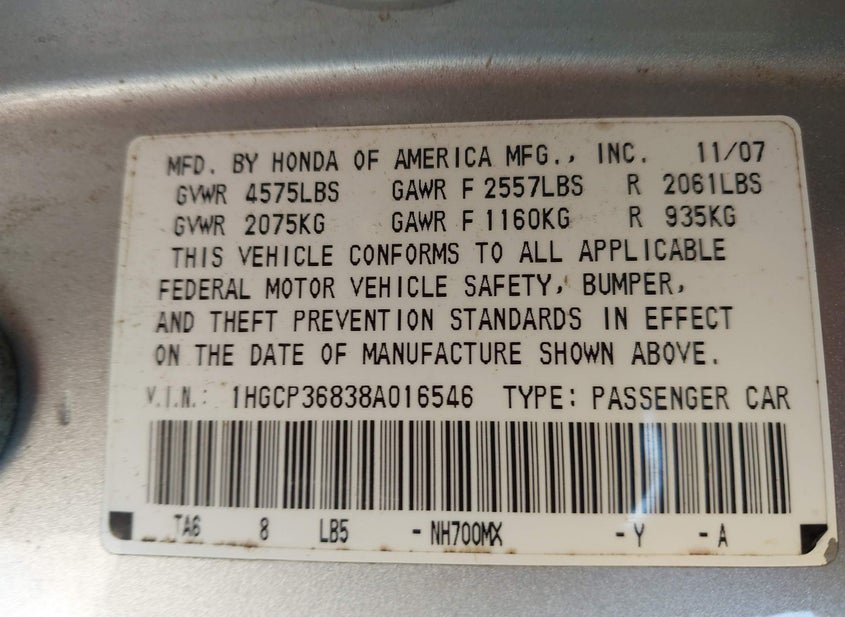 MFD. BY HONDA OF AMERICA MFG., INC. 11/07
GVWR 4575LBS GAWR F 2557LBS R 2061LBS
GVWR 2075KG GAWR F 1160KG R 935KG
THIS VEHICLE CONFORMS TO ALL APPLICABLE
FEDERAL MOTOR VEHICLE SAFETY, BUMPER,
AND THEFT PREVENTION STANDARDS IN EFFECT
ON THE DATE OF MANUFACTURE SHOWN ABOVE.
V.I.N.: 1HGCP36838A016546 TYPE: PASSENGER CAR
TA6 8 LB5 - NH700MX - Y - A